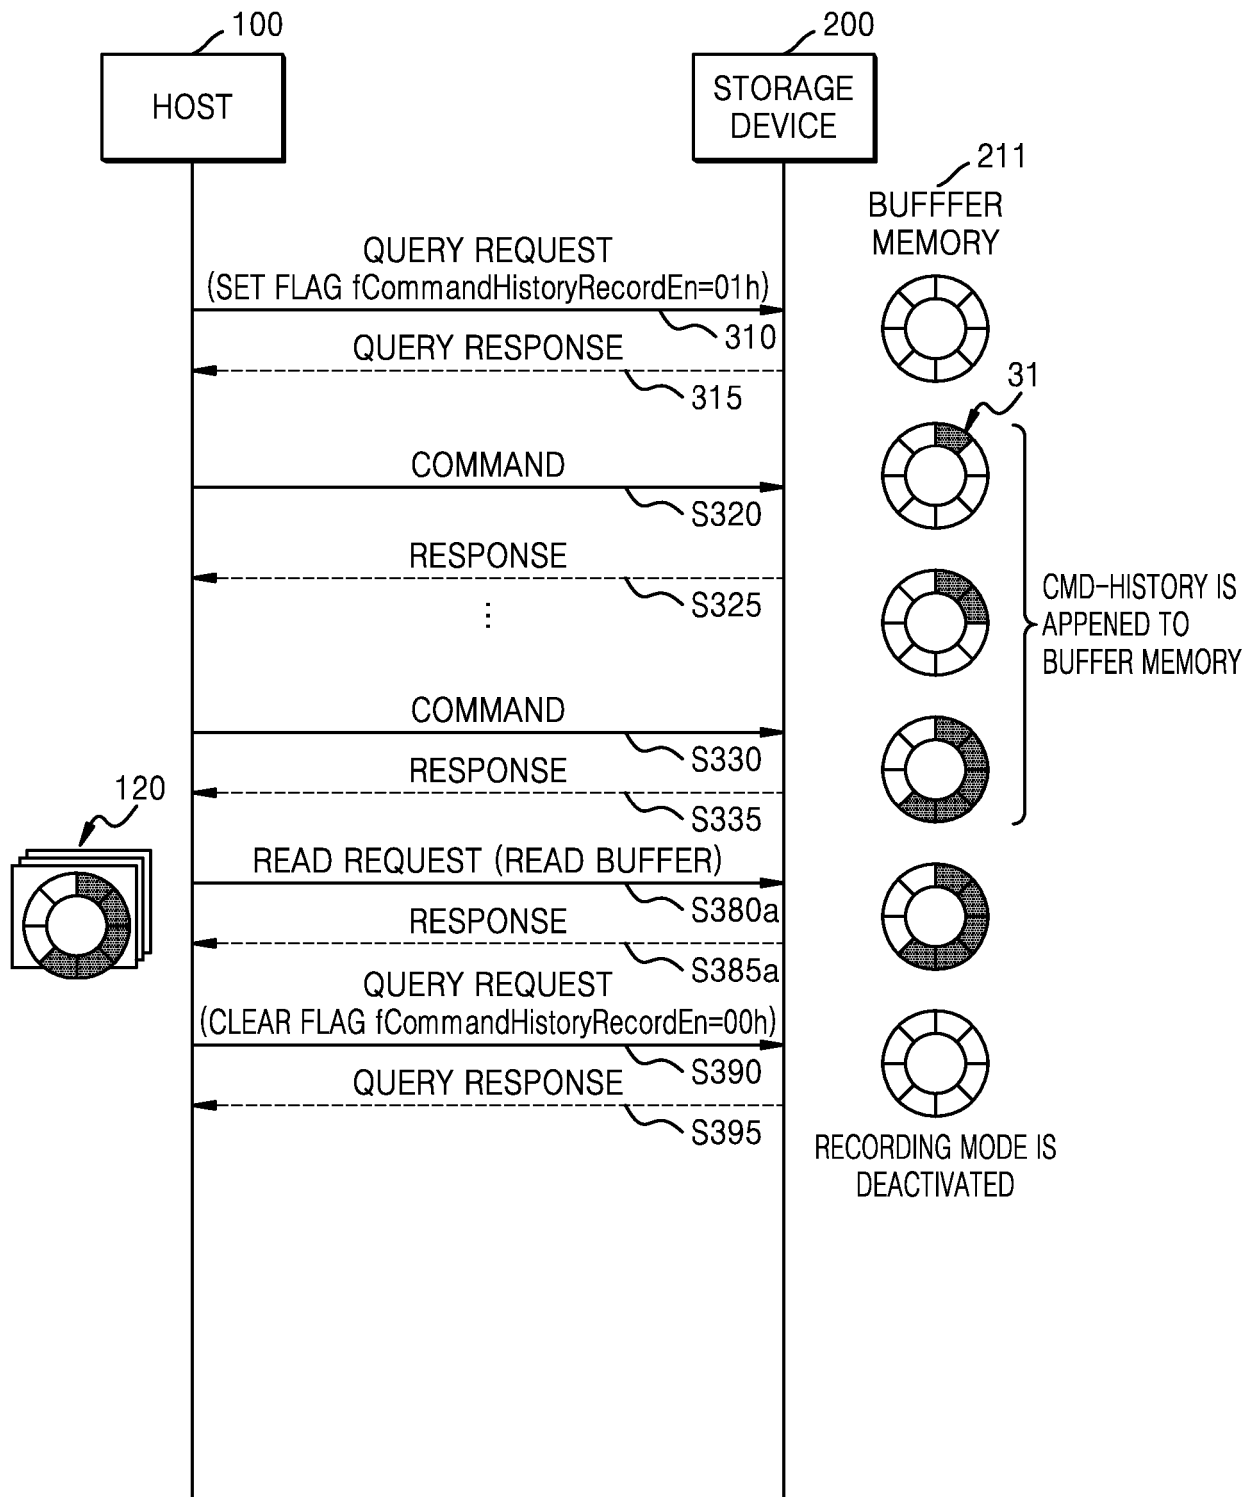 100
200
HOST
STORAGE
DEVICE
211
BUFFFER
MEMORY
QUERY REQUEST
(SET FLAG fCommandHistoryRecordEn=01h)
310
QUERY RESPONSE
315
31
COMMAND
S320
RESPONSE
S325
⋮
CMD-HISTORY IS
APPENED TO
BUFFER MEMORY
COMMAND
S330
RESPONSE
S335
120
READ REQUEST (READ BUFFER)
S380a
RESPONSE
S385a
QUERY REQUEST
(CLEAR FLAG fCommandHistoryRecordEn=00h)
S390
QUERY RESPONSE
S395
RECORDING MODE IS
DEACTIVATED